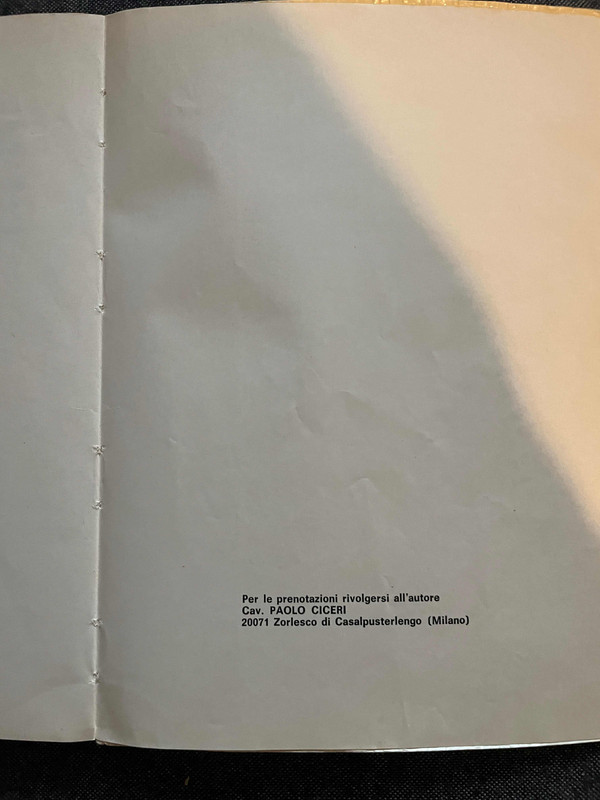 Per le prenotazioni rivolgersi all'autore
Cav. PAOLO CICERI
20071 Zorlesco di Casalpusterlengo (Milano)